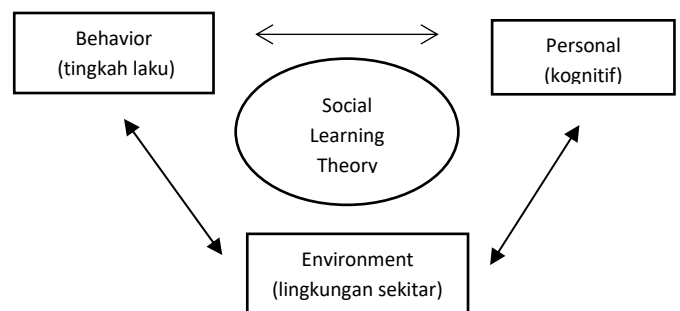 Behavior
(tingkah laku)
Personal
(kognitif)
Social
Learning
Theory
Environment
(lingkungan sekitar)